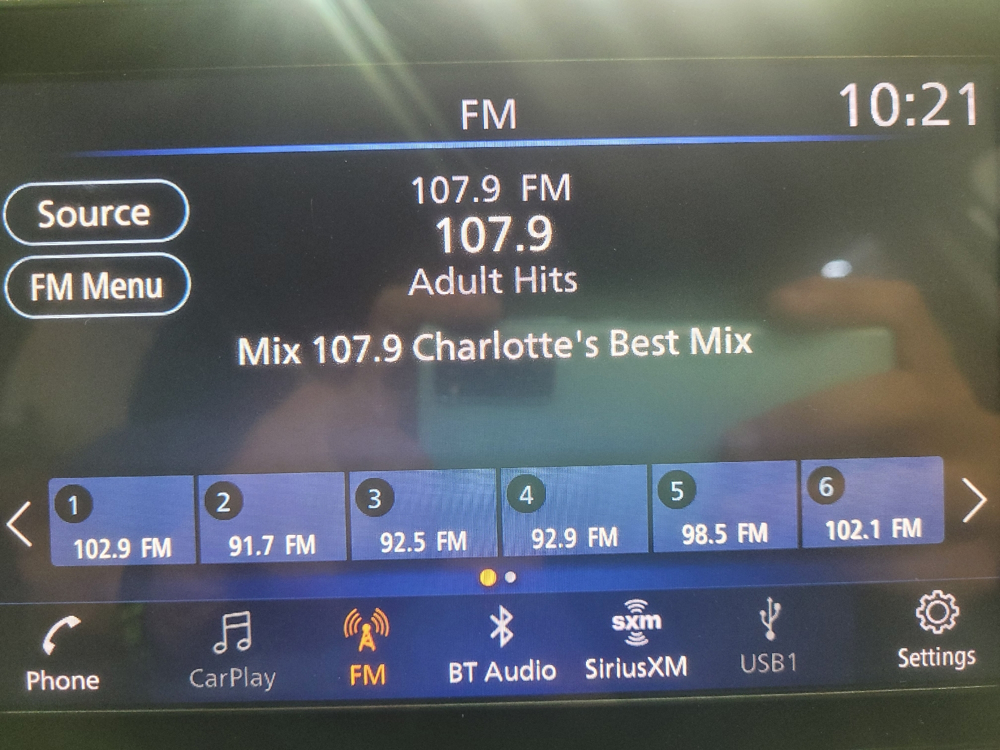 FM
10:21
Source
FM Menu
107.9 FM
107.9
Adult Hits
Mix 107.9 Charlotte's Best Mix
1
102.9 FM
2
91.7 FM
3
92.5 FM
4
92.9 FM
5
98.5 FM
6
102.1 FM
Phone
CarPlay
FM
BT Audio
sxm
SiriusXM
USB1
Settings